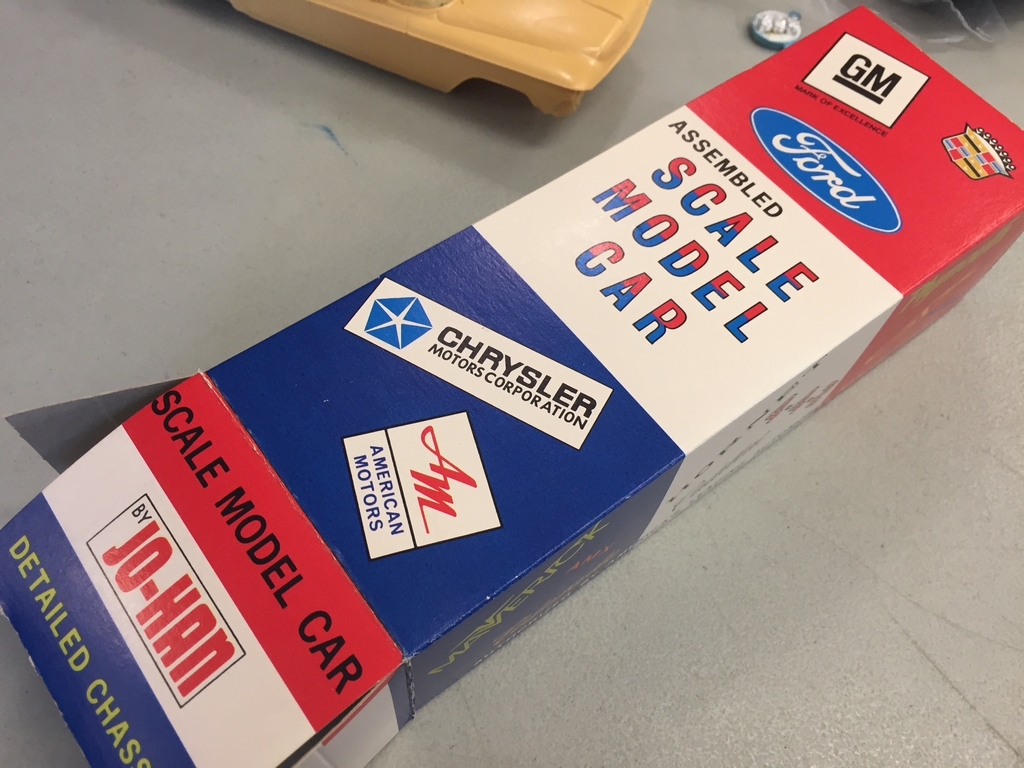 GM
MARK OF EXCELLENCE
Ford
ASSEMBLED
SCALE
MODEL
CAR
CHRYSLER
MOTORS CORPORATION
AM
AMERICAN
MOTORS
MAVERICK
SCALE MODEL CAR
BY
JO-HAN
DETAILED CHASS